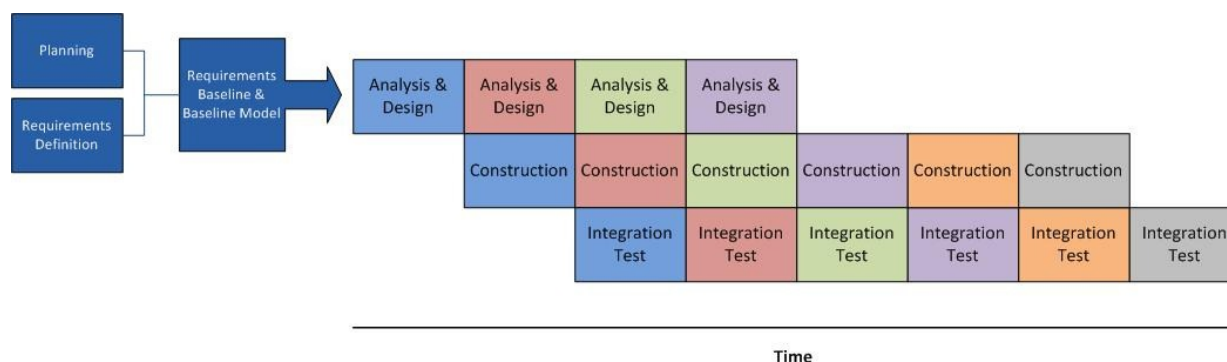 Planning
Requirements
Definition
Requirements
Baseline &
Baseline Model
Analysis &
Design
Analysis &
Design
Analysis &
Design
Analysis &
Design
Construction
Construction
Construction
Construction
Construction
Construction
Integration
Test
Integration
Test
Integration
Test
Integration
Test
Integration
Test
Integration
Test
Time